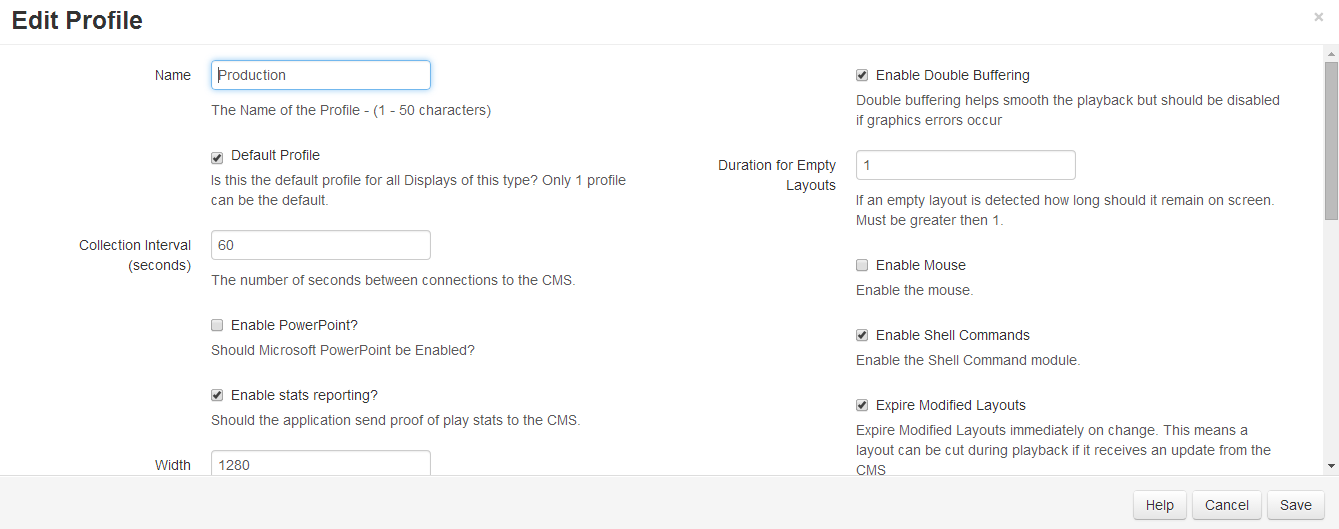 Edit Profile
×
Name
Production
The Name of the Profile - (1 - 50 characters)
Default Profile
Is this the default profile for all Displays of this type? Only 1 profile
can be the default.
Collection Interval
(seconds)
60
The number of seconds between connections to the CMS.
Enable PowerPoint?
Should Microsoft PowerPoint be Enabled?
Enable stats reporting?
Should the application send proof of play stats to the CMS.
Width
1280
Enable Double Buffering
Double buffering helps smooth the playback but should be disabled
if graphics errors occur
Duration for Empty
Layouts
1
If an empty layout is detected how long should it remain on screen.
Must be greater then 1.
Enable Mouse
Enable the mouse.
Enable Shell Commands
Enable the Shell Command module.
Expire Modified Layouts
Expire Modified Layouts immediately on change. This means a
layout can be cut during playback if it receives an update from the
CMS
Help
Cancel
Save